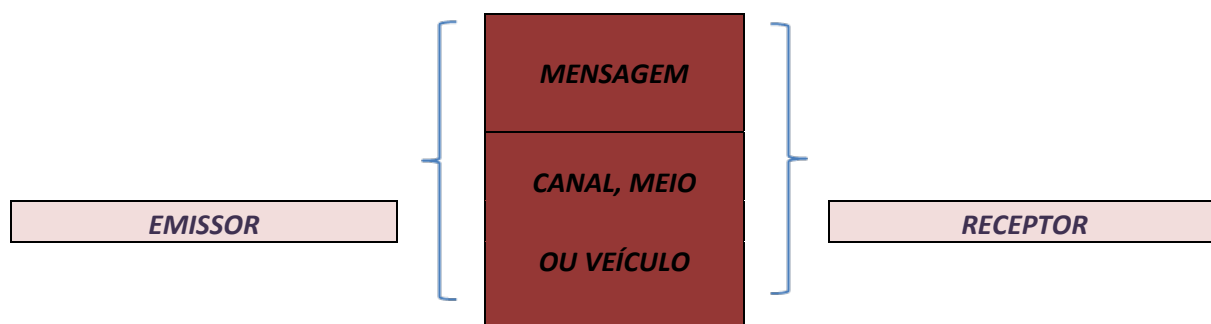 MENSAGEM
CANAL, MEIO
EMISSOR
RECEPTOR
OU VEÍCULO